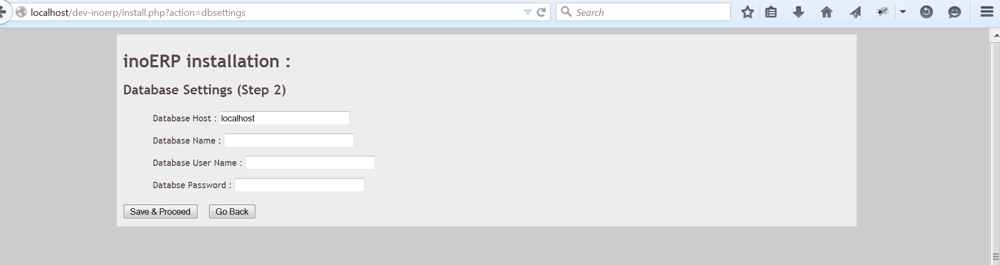 localhost/dev-inoerp/install.php?action=dbsettings Search
inoERP installation :
Database Settings (Step 2)
Database Host : localhost
Database Name :
Database User Name :
Databse Password :
Save & Proceed Go Back